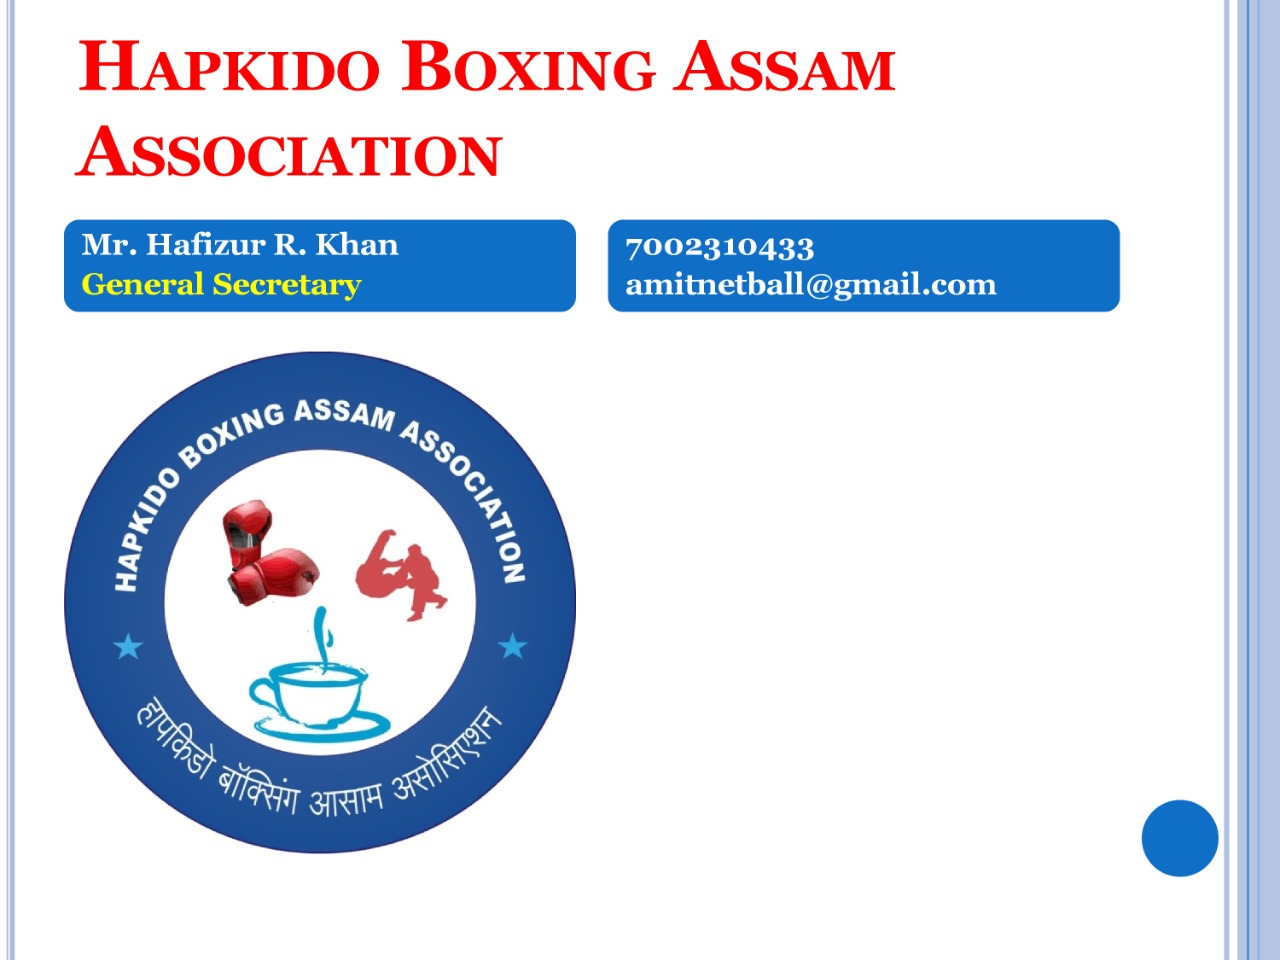 Hapkido Boxing Assam
Association
Mr. Hafizur R. Khan
General Secretary
7002310433
amitnetball@gmail.com
HAPKIDO BOXING ASSAM ASSOCIATION
हापकिडो बॉक्सिंग आसाम असोसिएशन